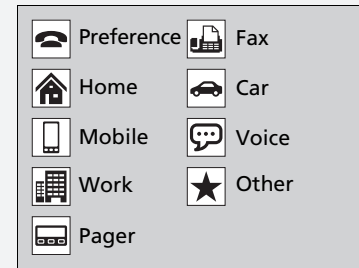 Preference
Home
Mobile
Work
Pager
Fax
Car
Voice
Other